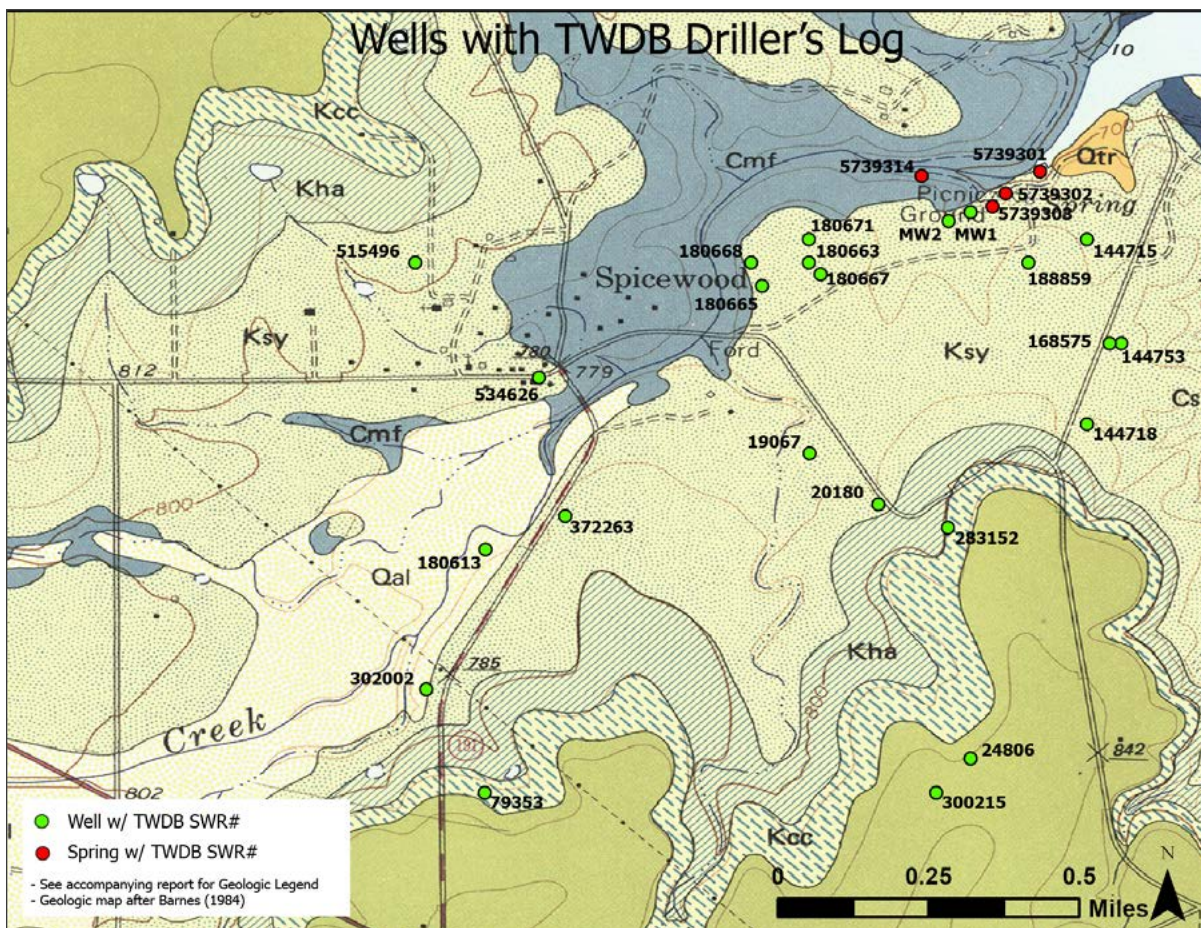 Wells with TWDB Driller's Log
Kcc
Kha
Cmf
5739314
5739301
700
Qtr
Picnic
Ground
Spring
5739302
5739303
MW2
MW1
180671
144715
515496
180668
180663
188859
Spicewood
180667
180665
Ksy
Ford
Ksy
168575
144753
780
812
779
534626
Cs
Cmf
144718
19067
800
20180
372263
283152
180613
Qal
Kha
800
785
302002
Creek
191
24806
842
802
79353
300215
Kcc
Well w/ TWDB SWR#
Spring w/ TWDB SWR#
- See accompanying report for Geologic Legend
- Geologic map after Barnes (1984)
N
0 0.25 0.5
Miles